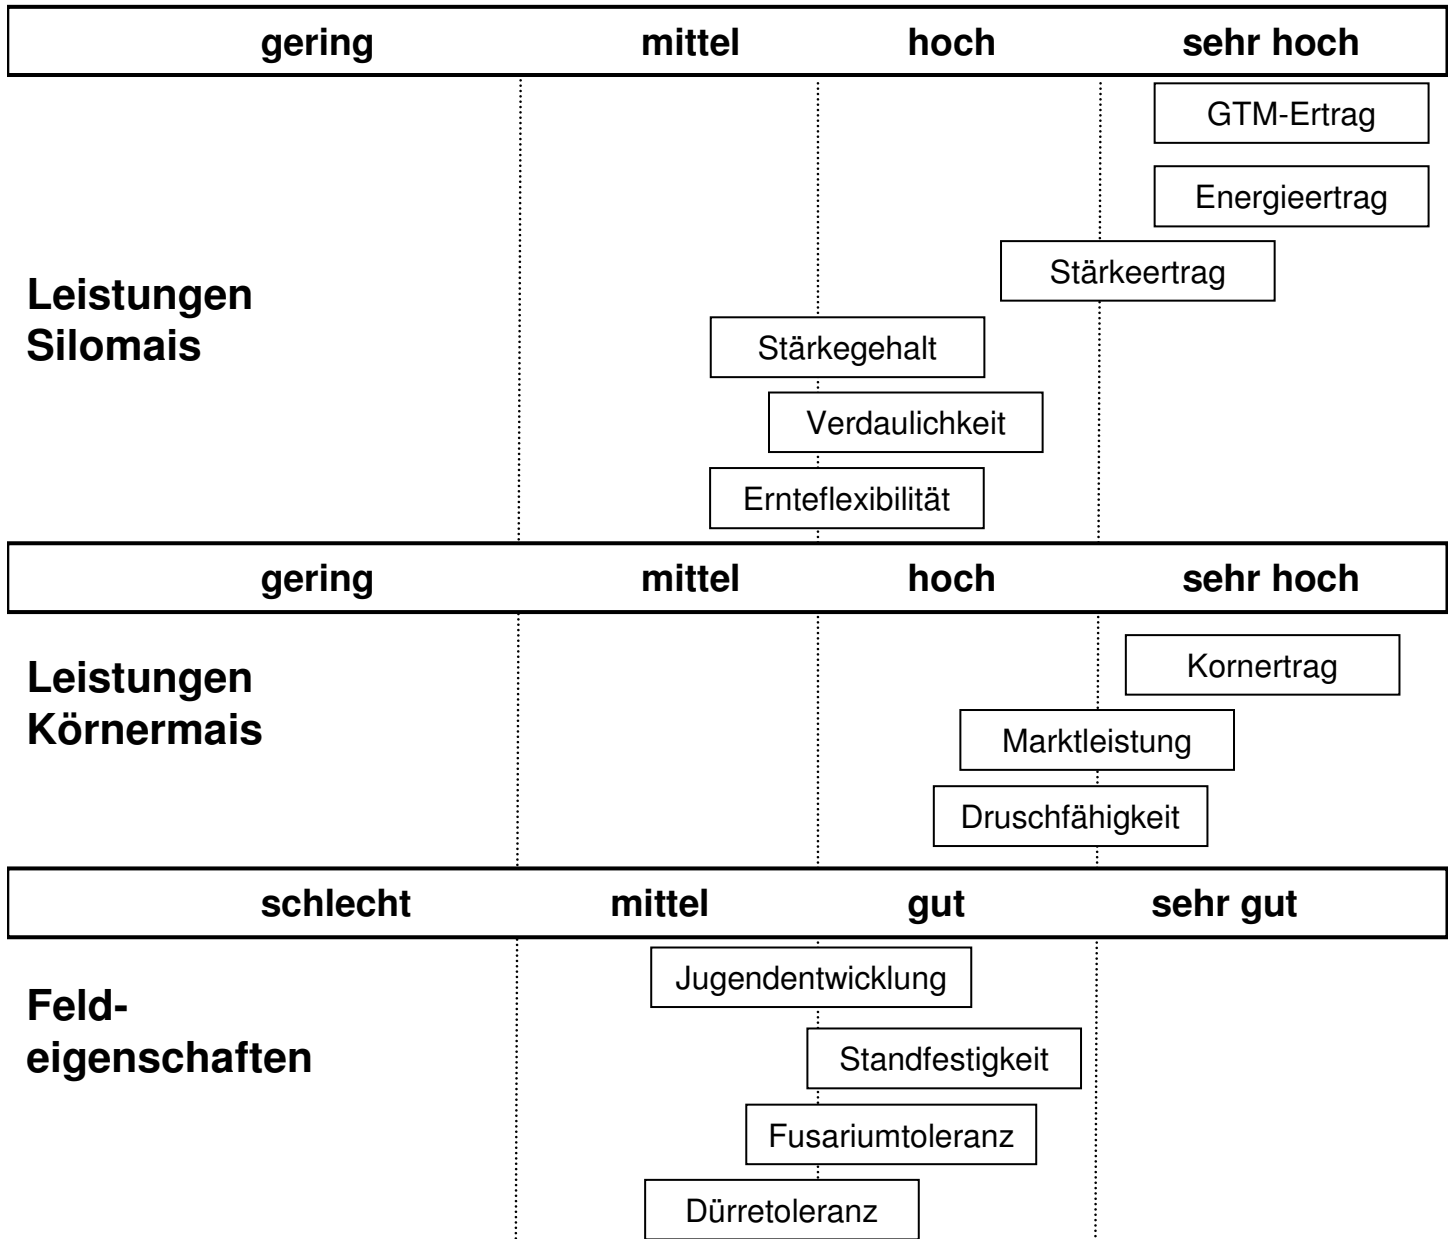 gering mittel hoch sehr hoch
GTM-Ertrag
Energieertrag
Stärkeertrag
Leistungen
Silomais
Stärkegehalt
Verdaulichkeit
Ernteflexibilität
gering mittel hoch sehr hoch
Kornertrag
Leistungen
Körnermais
Marktleistung
Druschfähigkeit
schlecht mittel gut sehr gut
Jugendentwicklung
Feld-
eigenschaften
Standfestigkeit
Fusariumtoleranz
Dürretoleranz